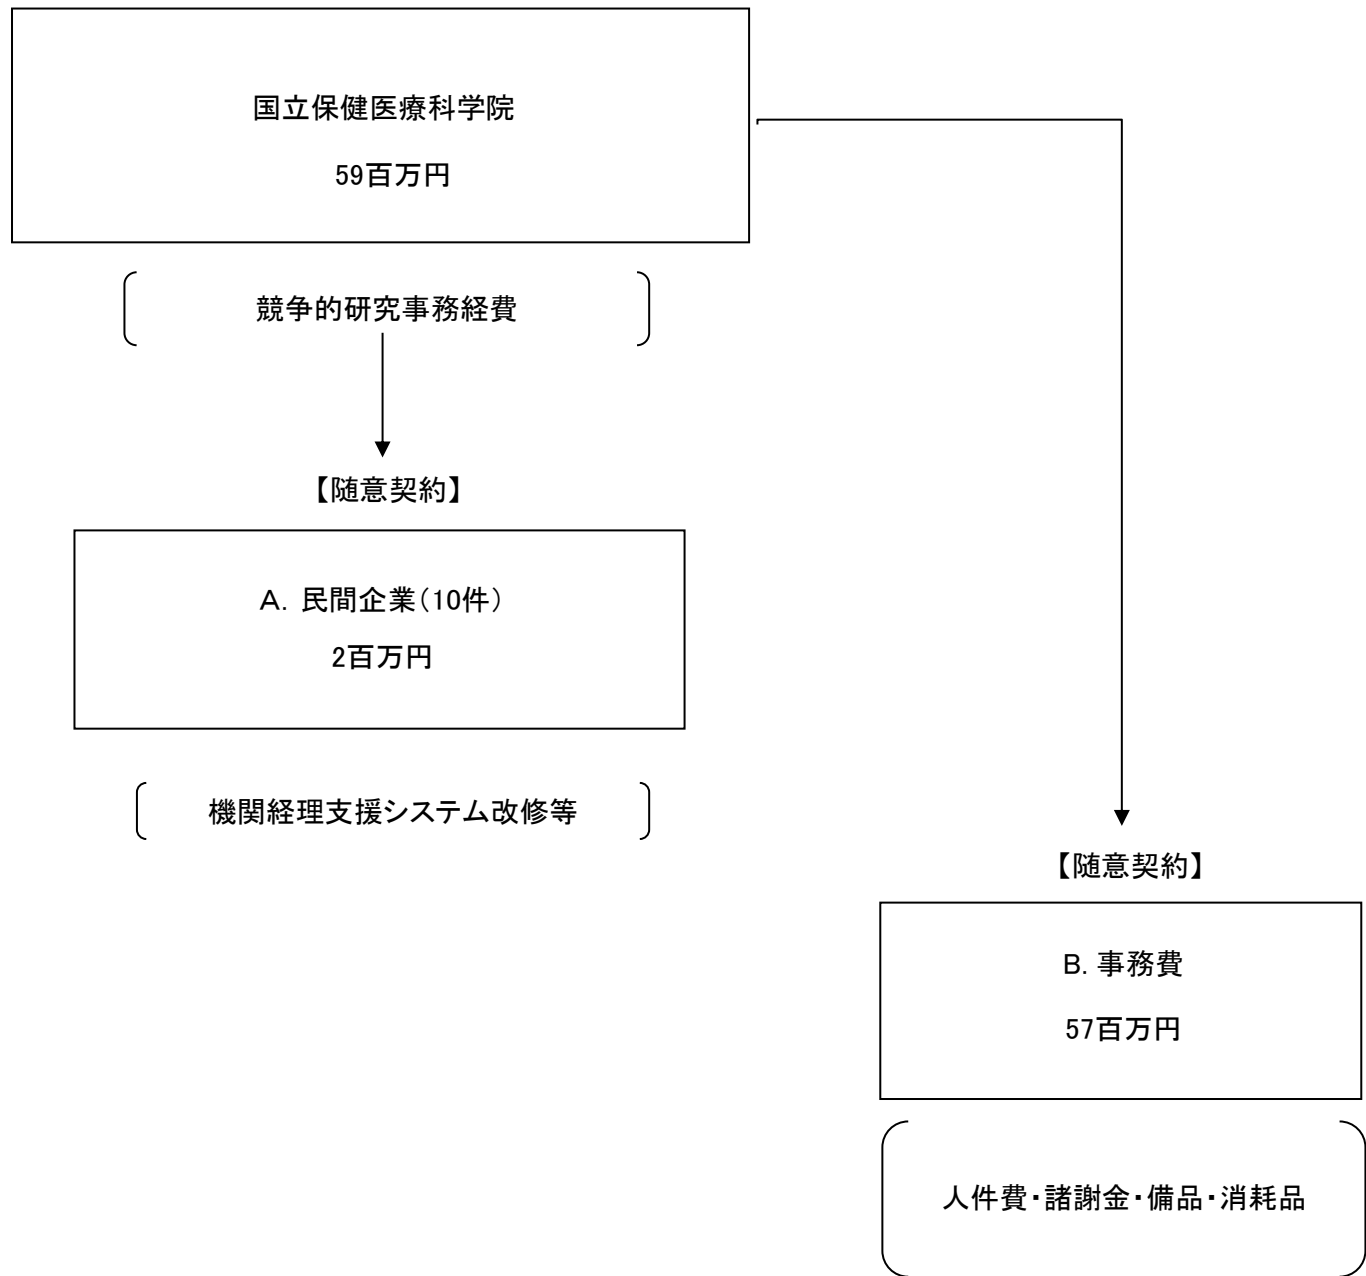 国立保健医療科学院
59百万円
競争的研究事務経費
【随意契約】
A．民間企業（10件）
2百万円
機関経理支援システム改修等
【随意契約】
B. 事務費
57百万円
人件費・諸謝金・備品・消耗品